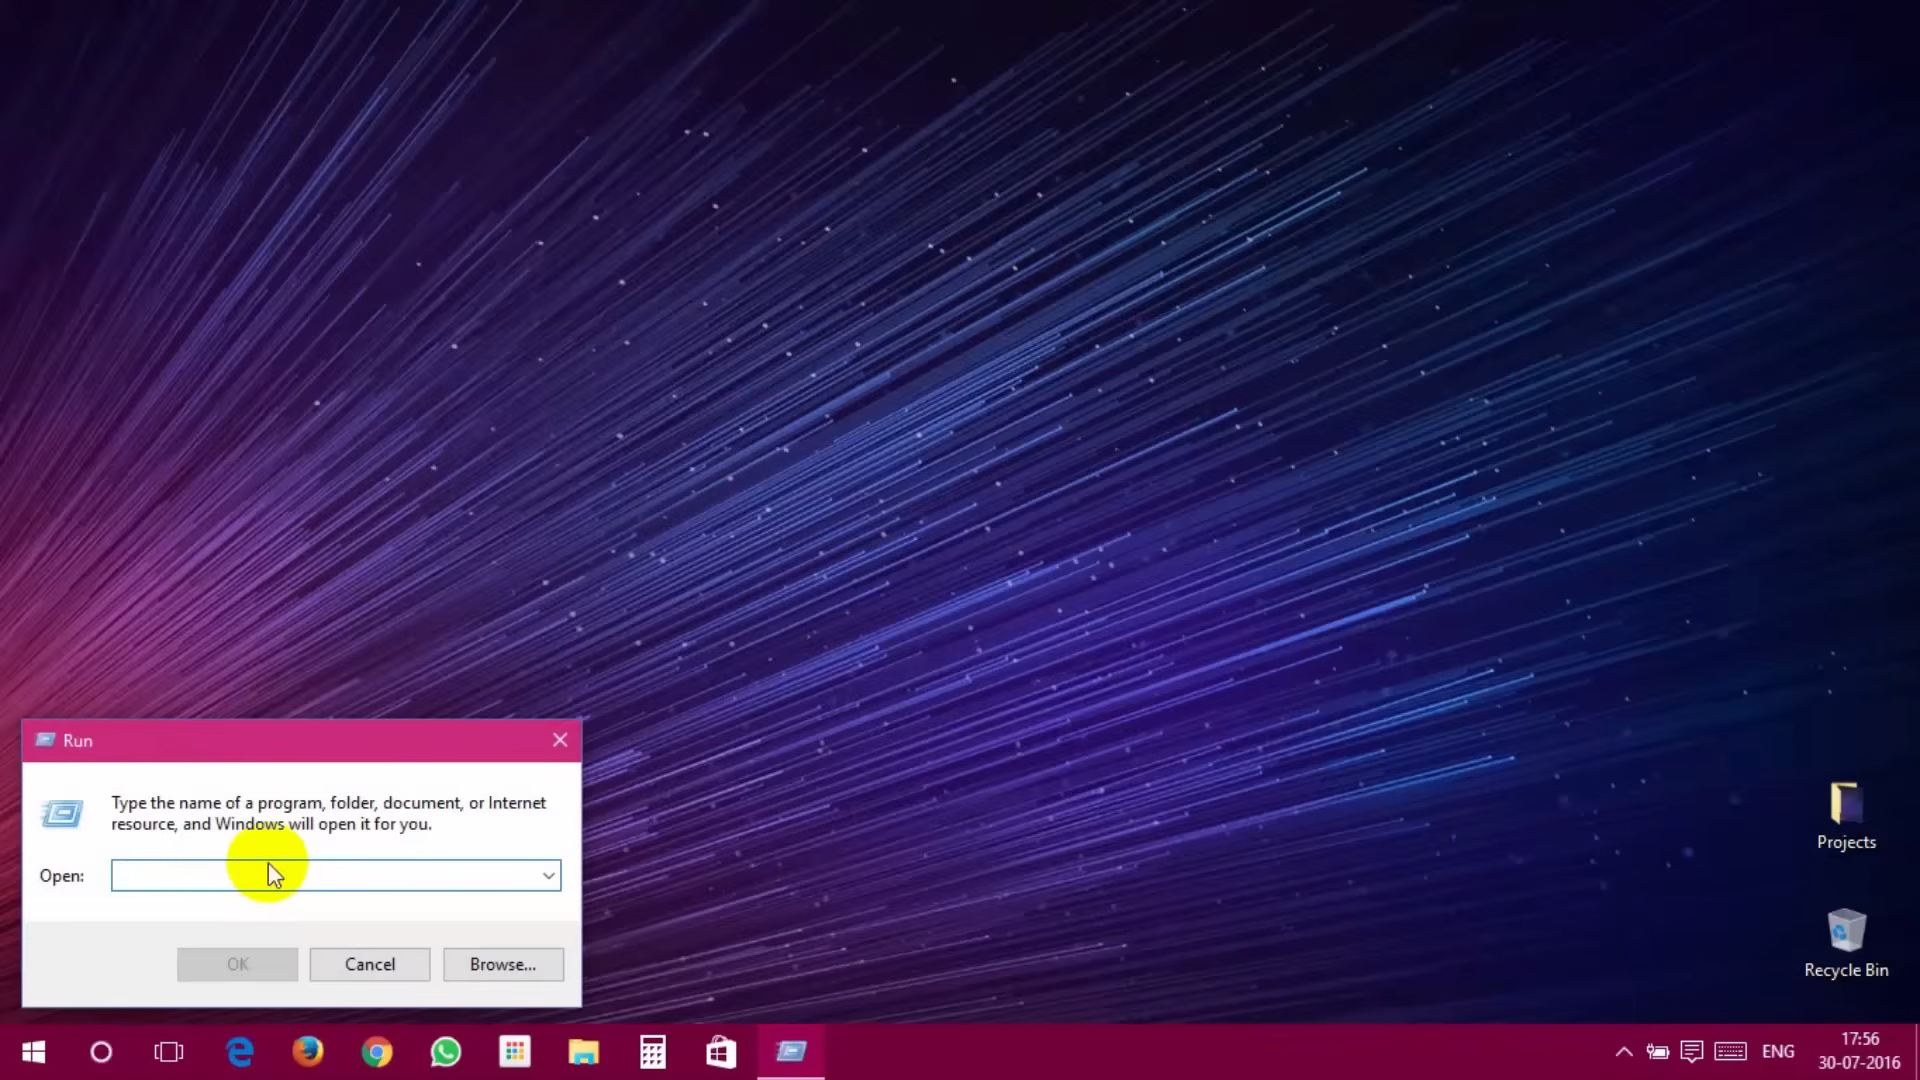 Run
Type the name of a program, folder, document, or Internet
resource, and Windows will open it for you.
Open:
OK
Cancel
Browse...
Projects
Recycle Bin
ENG
17:56
30-07-2016